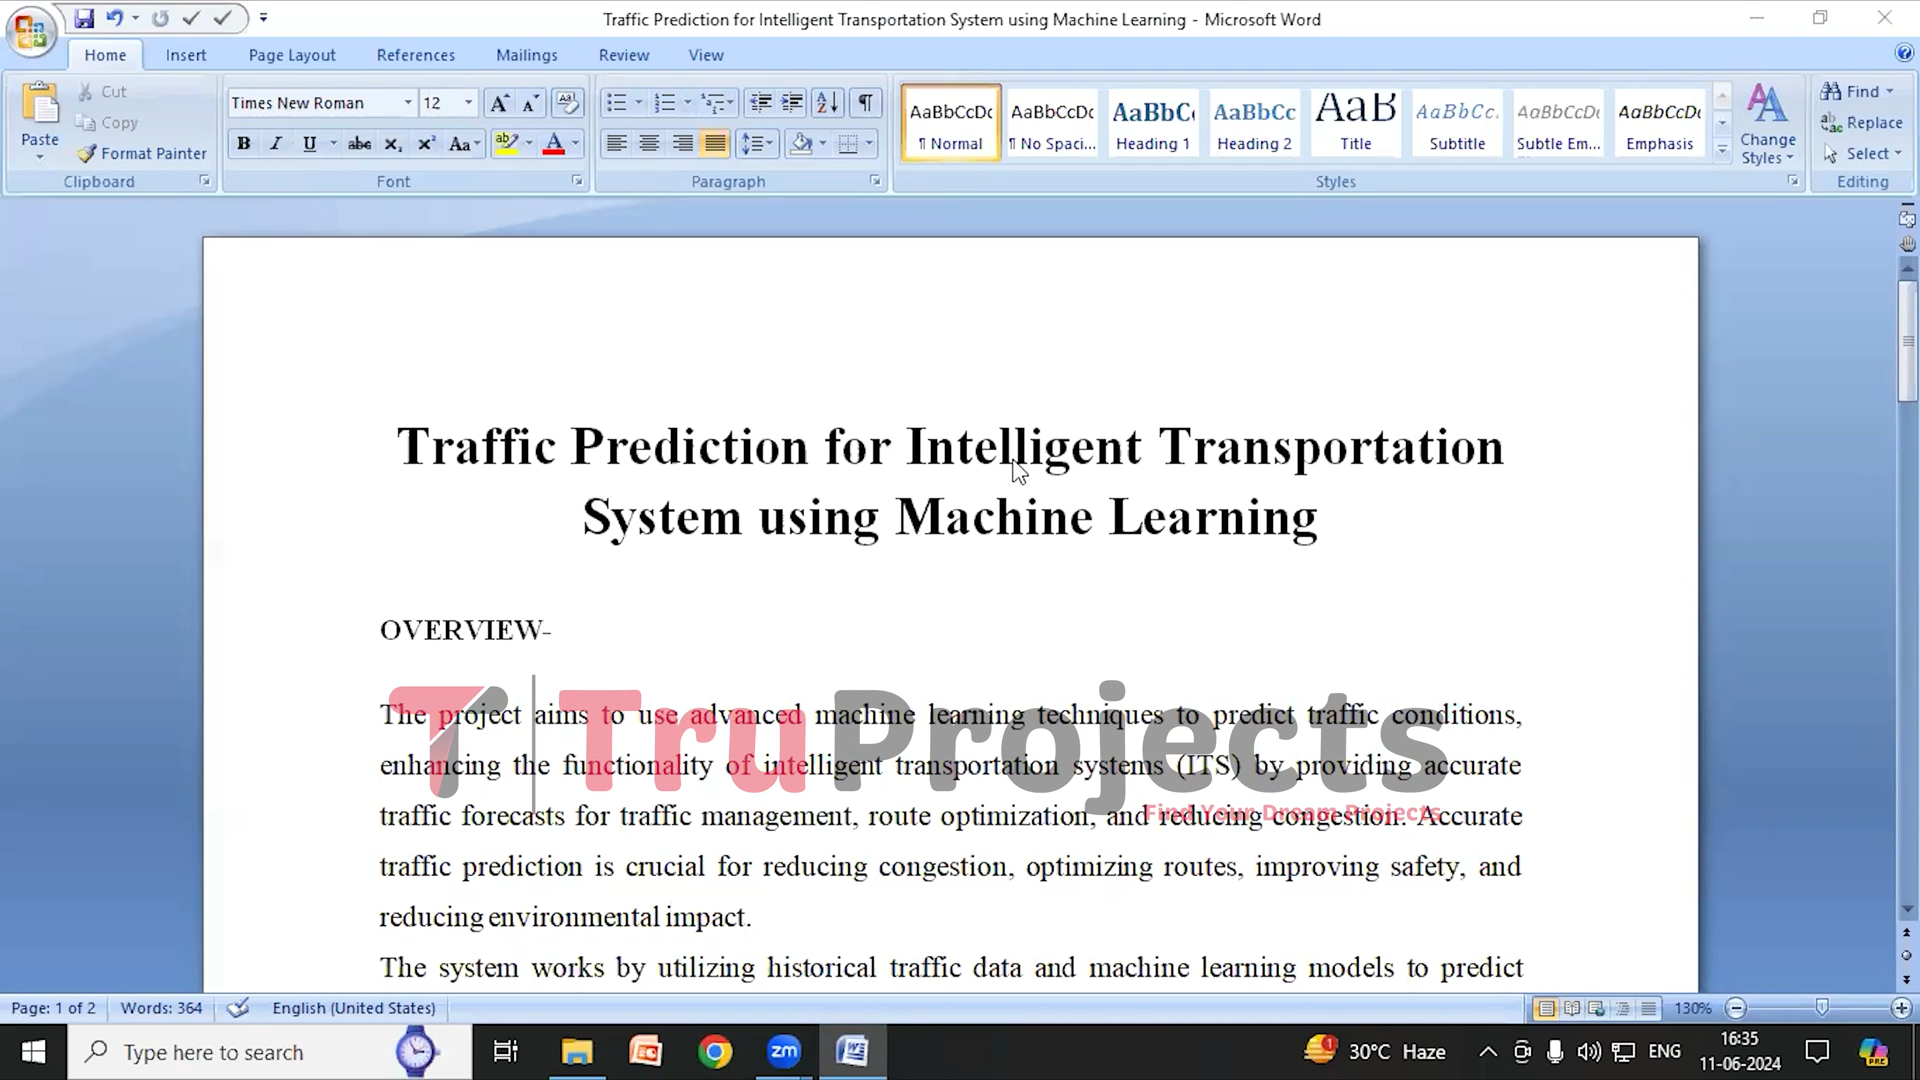 Traffic Prediction for Intelligent Transportation System using Machine Learning - Microsoft Word
Home Insert Page Layout References Mailings Review View
Paste
Cut
Copy
Format Painter
Clipboard
Times New Roman 12
B I U abc X₂ X² Aa
Font
Paragraph
AaBbCcDc AaBbCcDc AaBbC AaBbCc AaB AaBbCc. AaBbCcDc AaBbCcDc
¶ Normal ¶ No Spaci... Heading 1 Heading 2 Title Subtitle Subtle Em... Emphasis
Change Styles
Styles
Find
Replace
Select
Editing
Traffic Prediction for Intelligent Transportation
System using Machine Learning
OVERVIEW-
TruProjects
Find Your Dream Projects
The project aims to use advanced machine learning techniques to predict traffic conditions,
enhancing the functionality of intelligent transportation systems (ITS) by providing accurate
traffic forecasts for traffic management, route optimization, and reducing congestion. Accurate
traffic prediction is crucial for reducing congestion, optimizing routes, improving safety, and
reducing environmental impact.
The system works by utilizing historical traffic data and machine learning models to predict
Page: 1 of 2 Words: 364 English (United States) 130%
Type here to search
zm
30°C Haze
ENG
16:35
11-06-2024